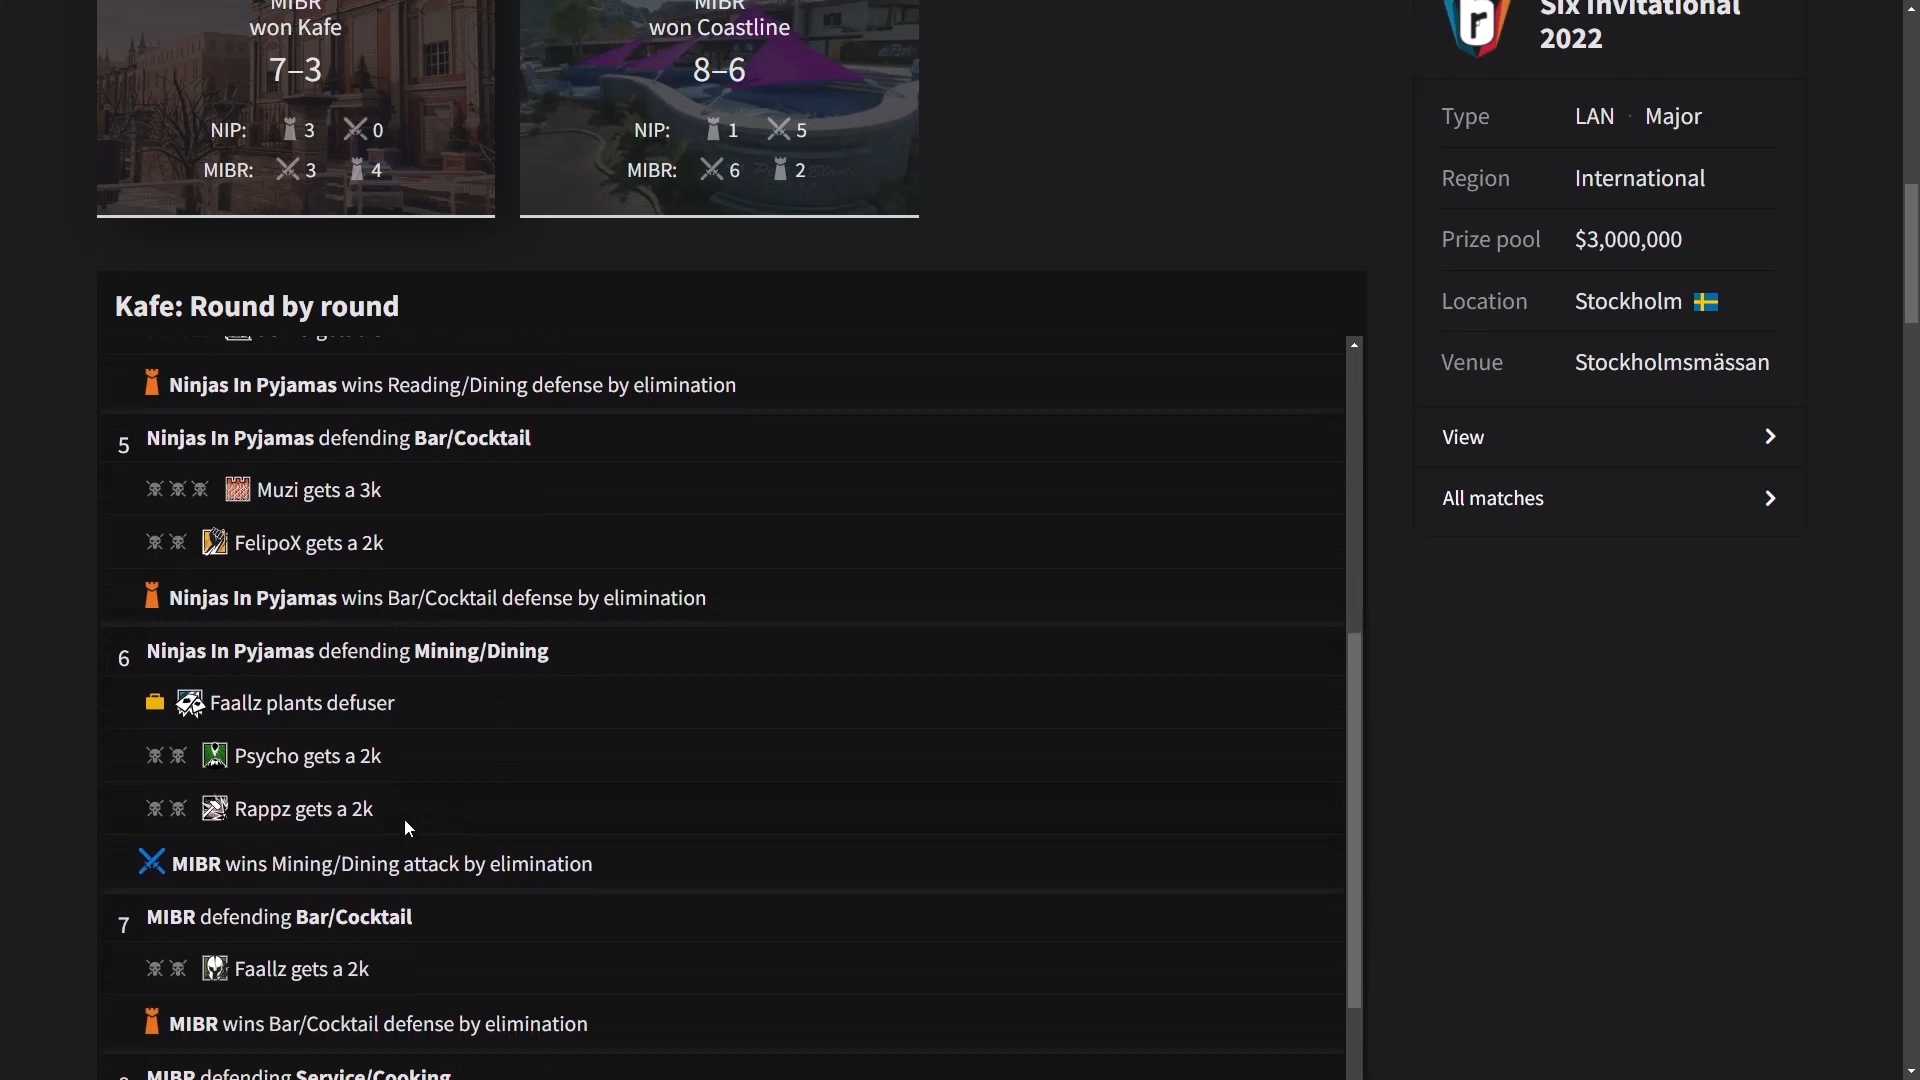 MIBR
won Kafe
7–3
NIP: 3 0
MIBR: 3 4
MIBR
won Coastline
8–6
NIP: 1 5
MIBR: 6 2
Six Invitational
2022
Type LAN · Major
Region International
Prize pool $3,000,000
Location Stockholm
Venue Stockholmsmässan
View
All matches
Kafe: Round by round
Ninjas In Pyjamas wins Reading/Dining defense by elimination
5 Ninjas In Pyjamas defending Bar/Cocktail
Muzi gets a 3k
FelipoX gets a 2k
Ninjas In Pyjamas wins Bar/Cocktail defense by elimination
6 Ninjas In Pyjamas defending Mining/Dining
Faallz plants defuser
Psycho gets a 2k
Rappz gets a 2k
MIBR wins Mining/Dining attack by elimination
7 MIBR defending Bar/Cocktail
Faallz gets a 2k
MIBR wins Bar/Cocktail defense by elimination
MIBR defending Service/Cooking